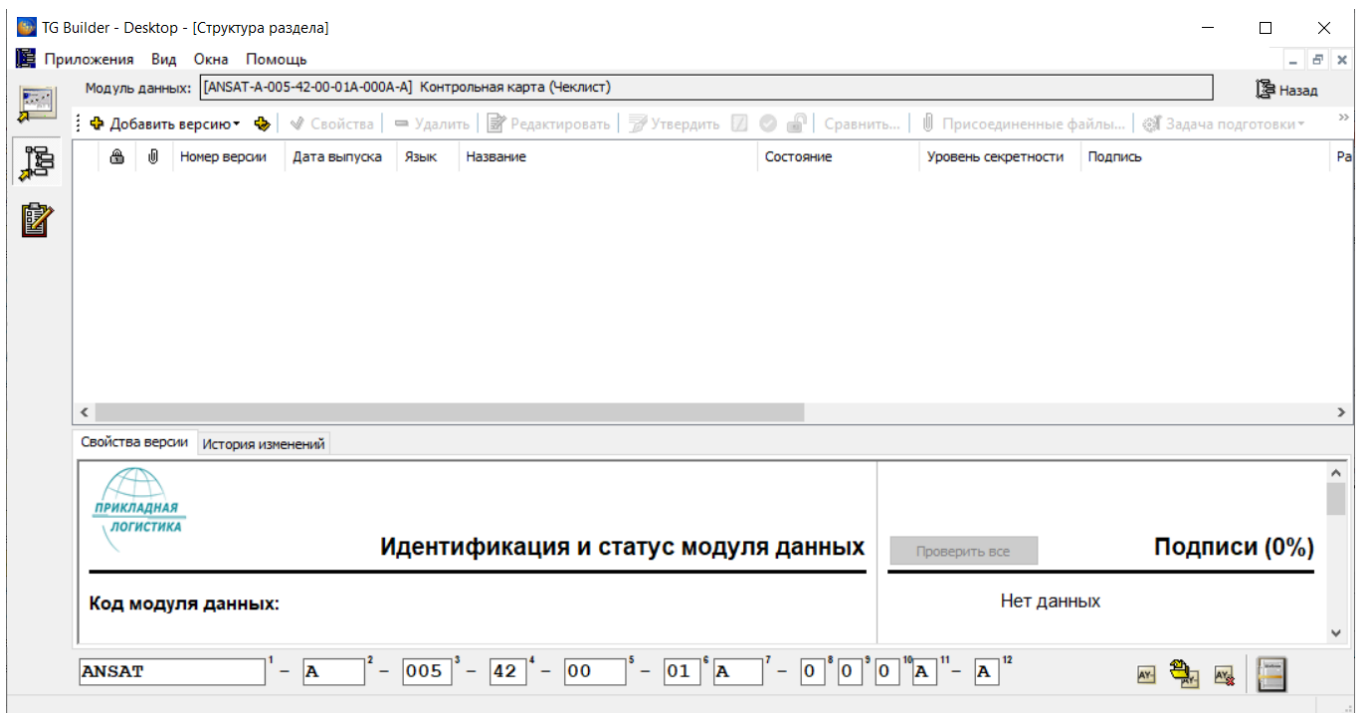 TG Builder - Desktop - [Структура раздела]
Приложения Вид Окна Помощь
Модуль данных: [ANSAT-A-005-42-00-01A-000A-A] Контрольная карта (Чеклист) Назад
Добавить версию Свойства Удалить Редактировать Утвердить Сравнить... Присоединенные файлы... Задача подготовки
Номер версии Дата выпуска Язык Название Состояние Уровень секретности Подпись Ра
Свойства версии История изменений
ПРИКЛАДНАЯ
ЛОГИСТИКА
Идентификация и статус модуля данных Проверить все Подписи (0%)
Код модуля данных: Нет данных
ANSAT 1 - A 2 - 005 3 - 42 4 - 00 5 - 01 6 A 7 - 0 8 0 9 0 10 A 11 - A 12